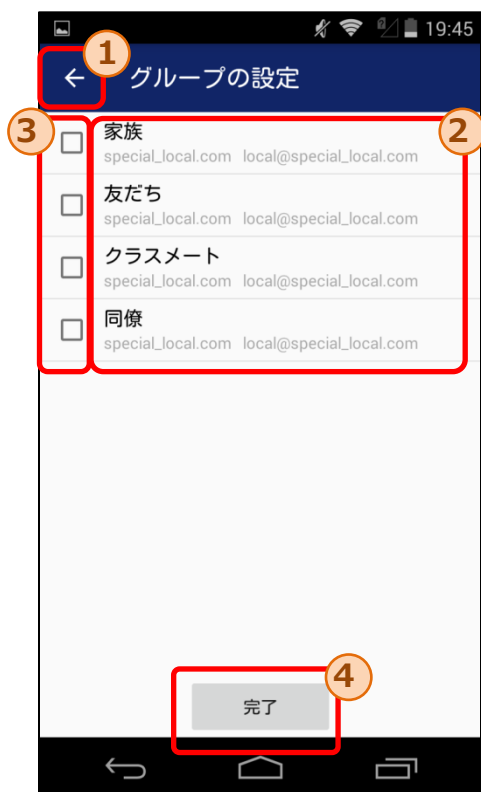 19:45
1
グループの設定
3
2
家族
special_local.com local@special_local.com
友だち
special_local.com local@special_local.com
クラスメート
special_local.com local@special_local.com
同僚
special_local.com local@special_local.com
4
完了